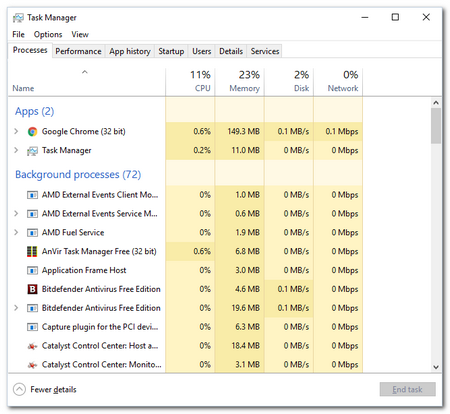 Task Manager
File Options View
Processes Performance App history Startup Users Details Services
11% 23% 2% 0%
Name CPU Memory Disk Network
Apps (2)
Google Chrome (32 bit) 0.6% 149.3 MB 0.1 MB/s 0.1 Mbps
Task Manager 0.2% 11.0 MB 0 MB/s 0 Mbps
Background processes (72)
AMD External Events Client Mo... 0% 1.0 MB 0 MB/s 0 Mbps
AMD External Events Service M... 0% 0.6 MB 0 MB/s 0 Mbps
AMD Fuel Service 0% 1.9 MB 0 MB/s 0 Mbps
AnVir Task Manager Free (32 bit) 0.6% 6.8 MB 0 MB/s 0 Mbps
Application Frame Host 0% 3.0 MB 0 MB/s 0 Mbps
Bitdefender Antivirus Free Edition 0% 4.6 MB 0.1 MB/s 0 Mbps
Bitdefender Antivirus Free Edition 0% 19.6 MB 0.1 MB/s 0 Mbps
Capture plugin for the PCI devi... 0% 6.3 MB 0 MB/s 0 Mbps
Catalyst Control Center: Host a... 0% 18.4 MB 0 MB/s 0 Mbps
Catalyst Control Center: Monito... 0% 3.1 MB 0 MB/s 0 Mbps
Fewer details End task